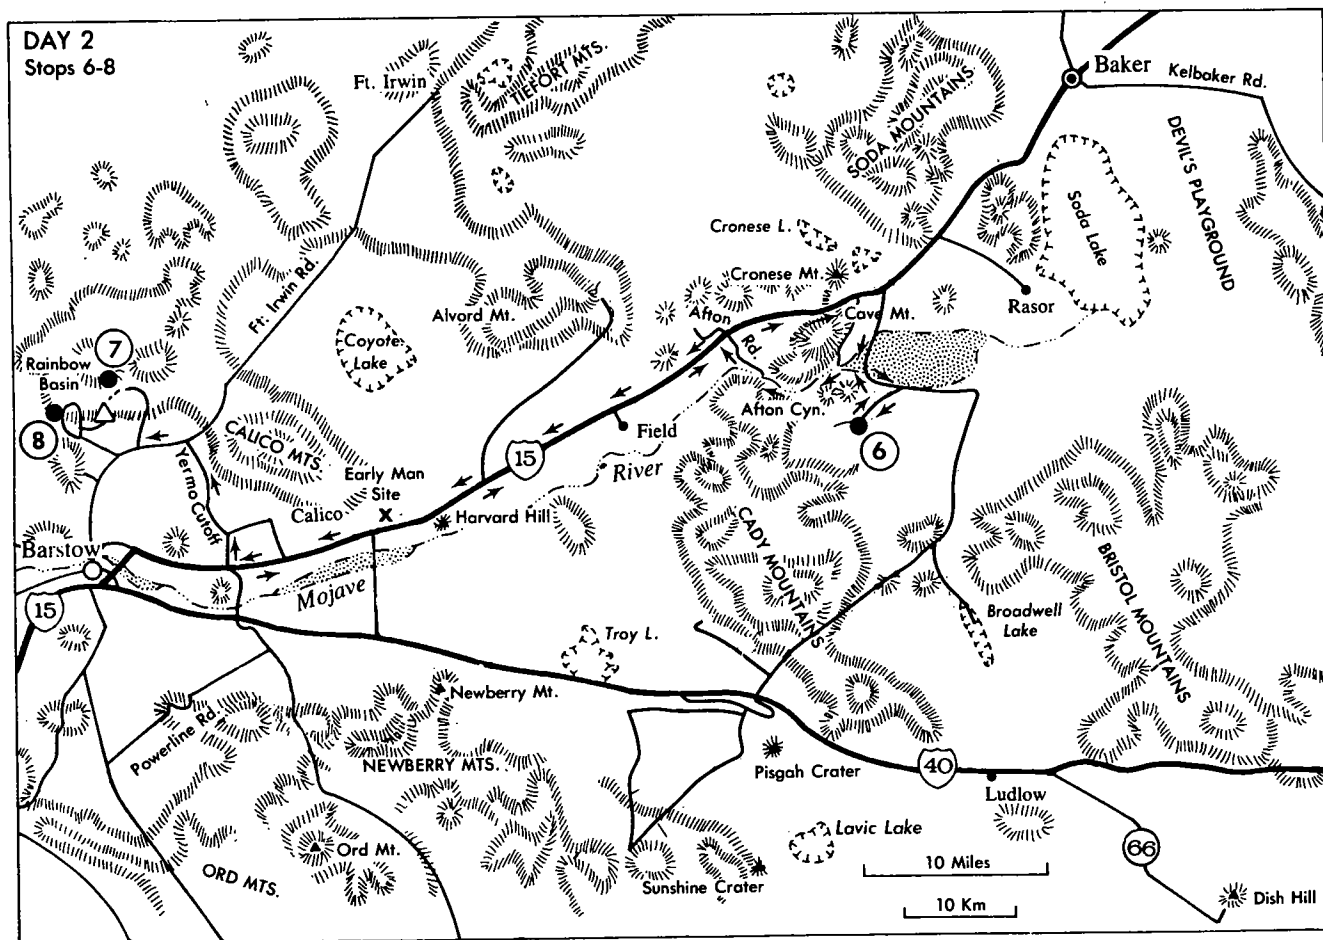 DAY 2
Stops 6-8
Ft. Irwin
TIEFORT MTS.
SODA MOUNTAINS
Baker
Kelbaker Rd.
DEVIL'S PLAYGROUND
Soda Lake
Cronese L.
Cronese Mt.
Rasor
Ft. Irwin Rd.
Alvord Mt.
Afton
Rd.
Cave Mt.
Coyote
Lake
7
Rainbow
Basin
8
Afton Cyn.
6
CALICO MTS.
Field
15
River
Early Man
Site
X
Calico
Harvard Hill
Yermo Cutoff
CADY MOUNTAINS
BRISTOL MOUNTAINS
Barstow
Mojave
15
Broadwell
Lake
Troy L.
Newberry Mt.
Powerline Rd.
NEWBERRY MTS.
Pisgah Crater
40
Ludlow
Ord Mt.
ORD MTS.
Lavic Lake
Sunshine Crater
10 Miles
10 Km
66
Dish Hill